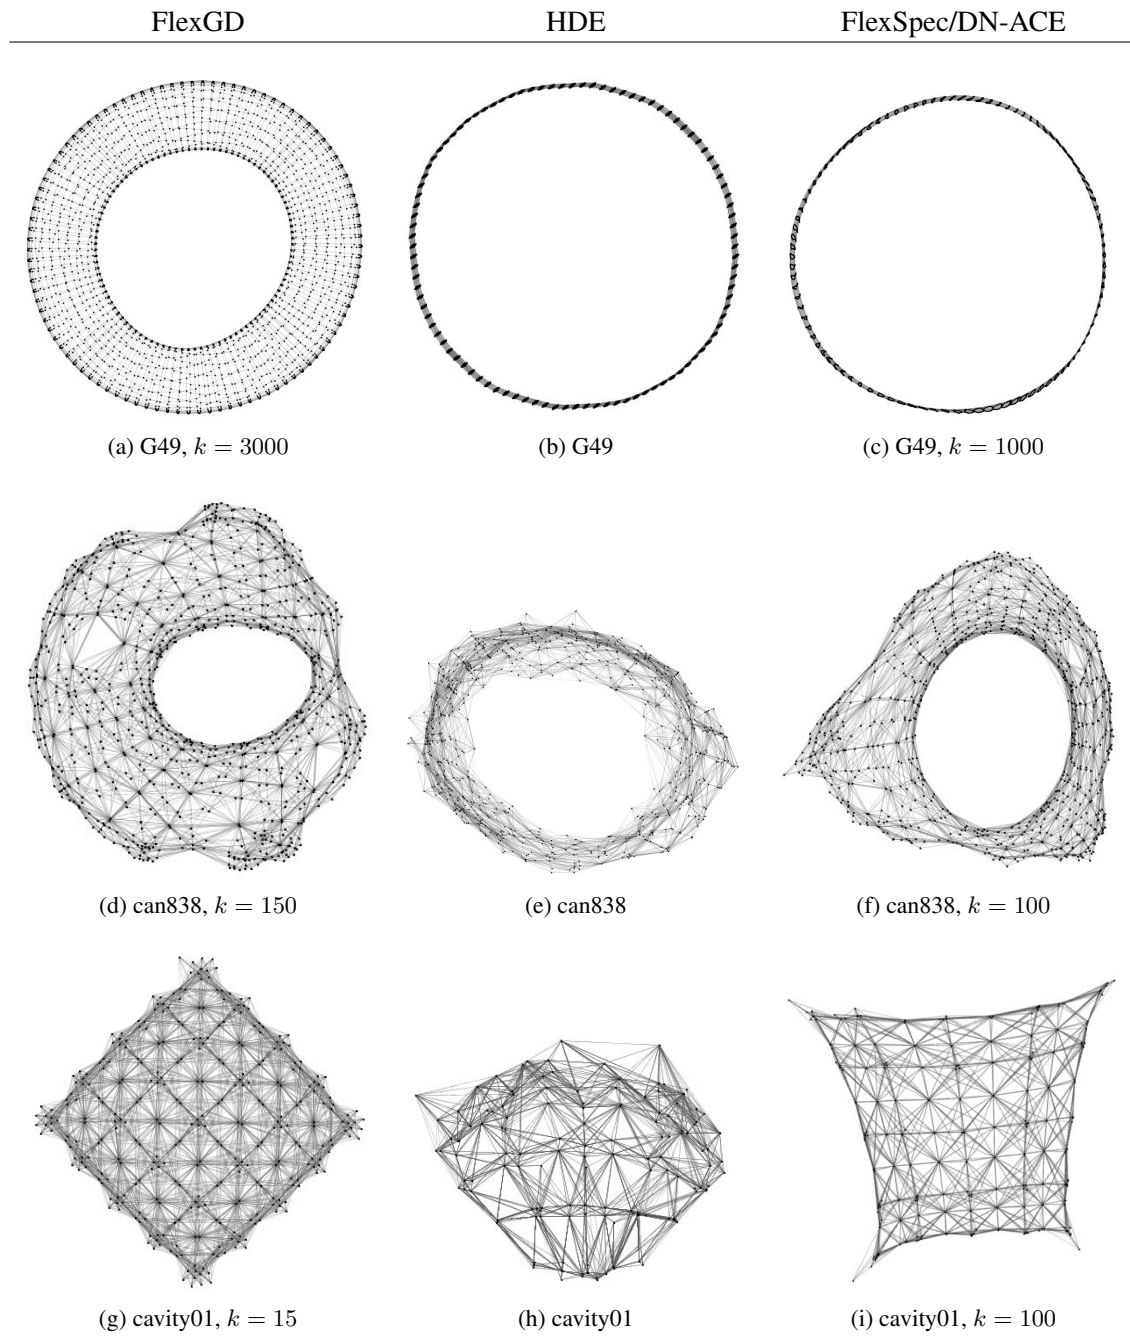 FlexGD HDE FlexSpec/DN-ACE
(a) G49, k = 3000 (b) G49 (c) G49, k = 1000
(d) can838, k = 150 (e) can838 (f) can838, k = 100
(g) cavity01, k = 15 (h) cavity01 (i) cavity01, k = 100